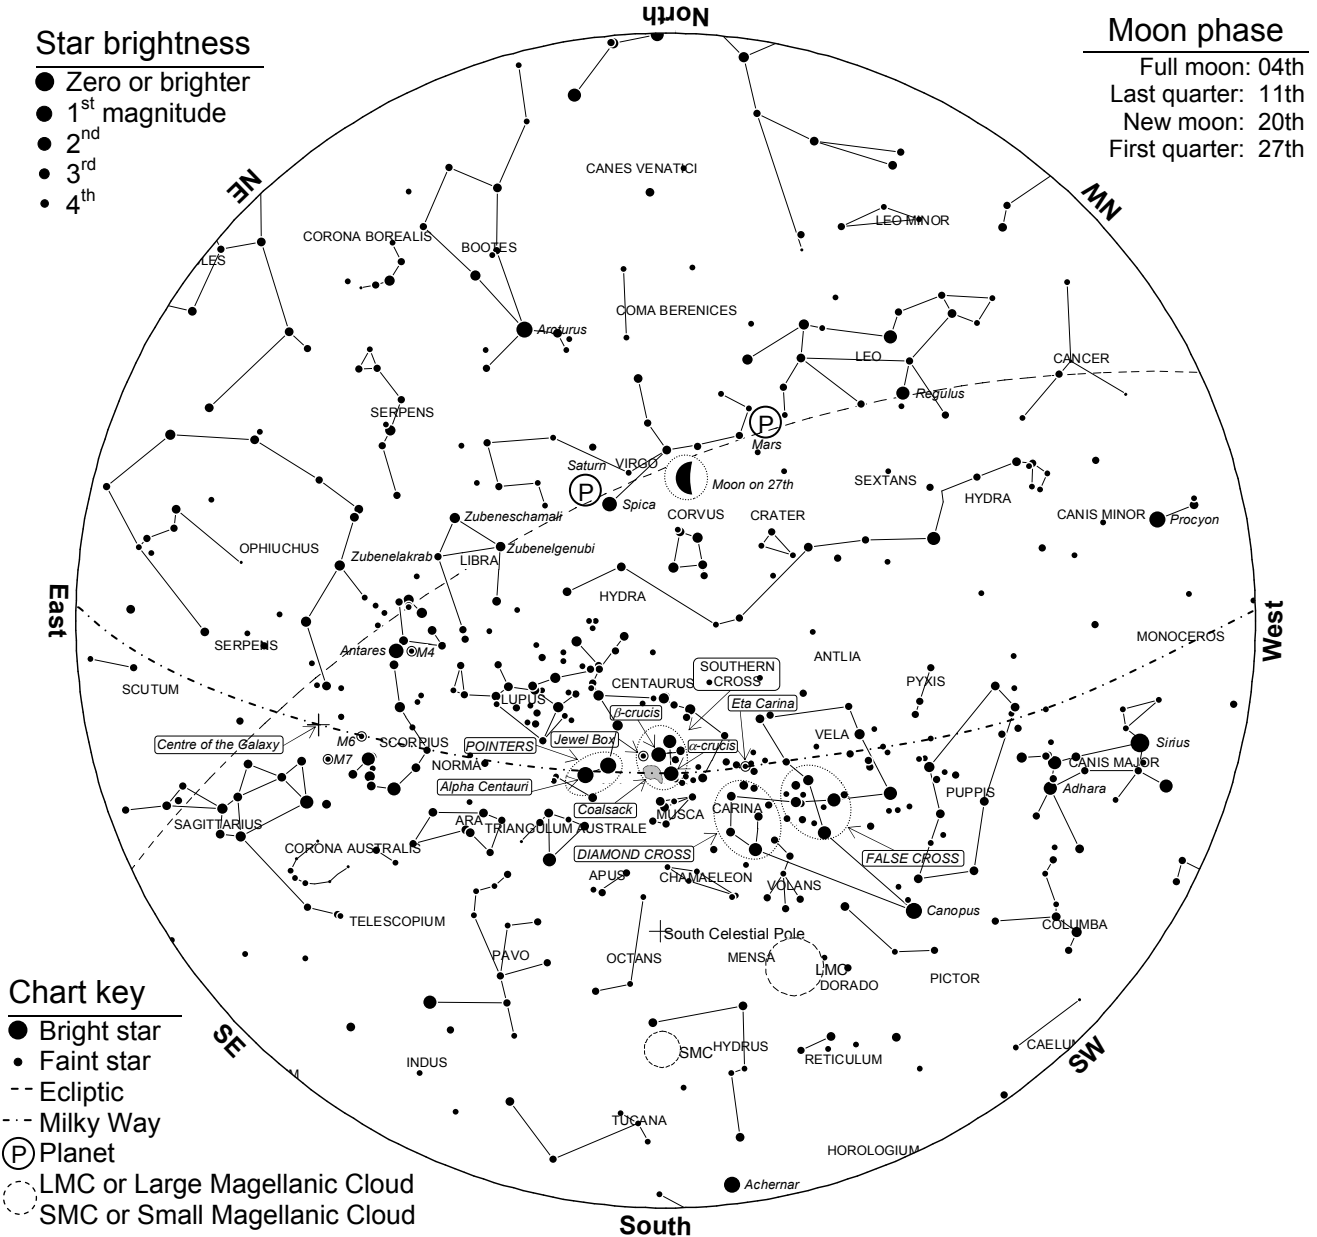 North
Star brightness
Zero or brighter
1st magnitude
2nd
3rd
4th
Moon phase
Full moon: 04th
Last quarter: 11th
New moon: 20th
First quarter: 27th
NE
NW
CANES VENATICI
LEO MINOR
CORONA BOREALIS
BOOTES
LES
COMA BERENICES
Arcturus
LEO
CANCER
Regulus
SERPENS
P
Mars
Saturn
VIRGO
P
Moon on 27th
SEXTANS
HYDRA
Spica
CORVUS
CRATER
CANIS MINOR
Procyon
Zubeneschamali
OPHIUCHUS
Zubenelakrab
LIBRA
Zubenelgenubi
HYDRA
East
West
SERPENS
Antares
M4
MONOCEROS
ANTLIA
SOUTHERN
CROSS
SCUTUM
LUPUS
CENTAURUS
PYXIS
Eta Carina
β-crucis
Centre of the Galaxy
M6
SCORPIUS
POINTERS
Jewel Box
α-crucis
VELA
Sirius
M7
NORMA
CANIS MAJOR
Alpha Centauri
Adhara
PUPPIS
Coalsack
MUSCA
CARINA
SAGITTARIUS
ARA
TRIANGULUM AUSTRALE
CORONA AUSTRALIS
DIAMOND CROSS
FALSE CROSS
APUS
CHAMAELEON
VOLANS
TELESCOPIUM
Canopus
COLUMBA
South Celestial Pole
PAVO
OCTANS
MENSA
LMC
DORADO
PICTOR
Chart key
Bright star
Faint star
Ecliptic
Milky Way
P Planet
LMC or Large Magellanic Cloud
SMC or Small Magellanic Cloud
SE
SW
INDUS
SMC
HYDRUS
RETICULUM
CAELUM
M
TUCANA
HOROLOGIUM
Achernar
South